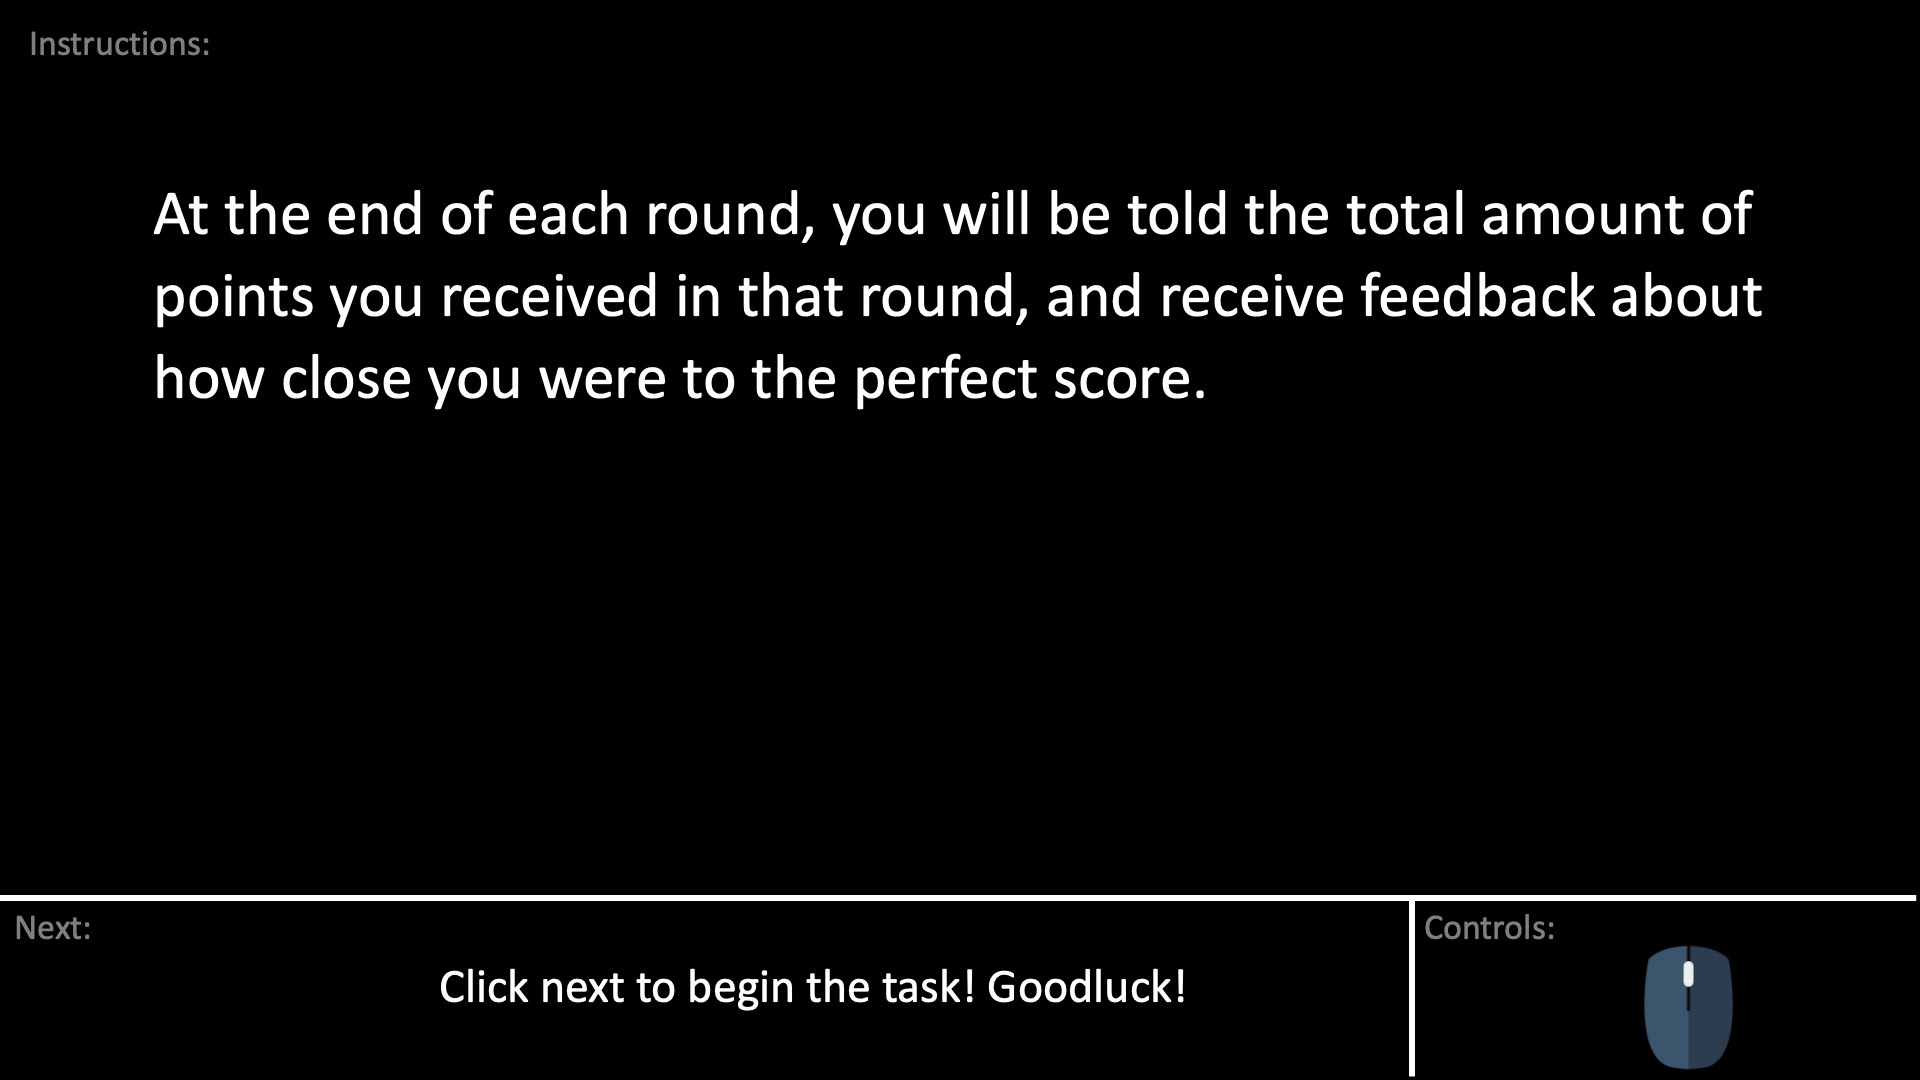 Instructions:
At the end of each round, you will be told the total amount of
points you received in that round, and receive feedback about
how close you were to the perfect score.
Next:
Click next to begin the task! Goodluck!
Controls: